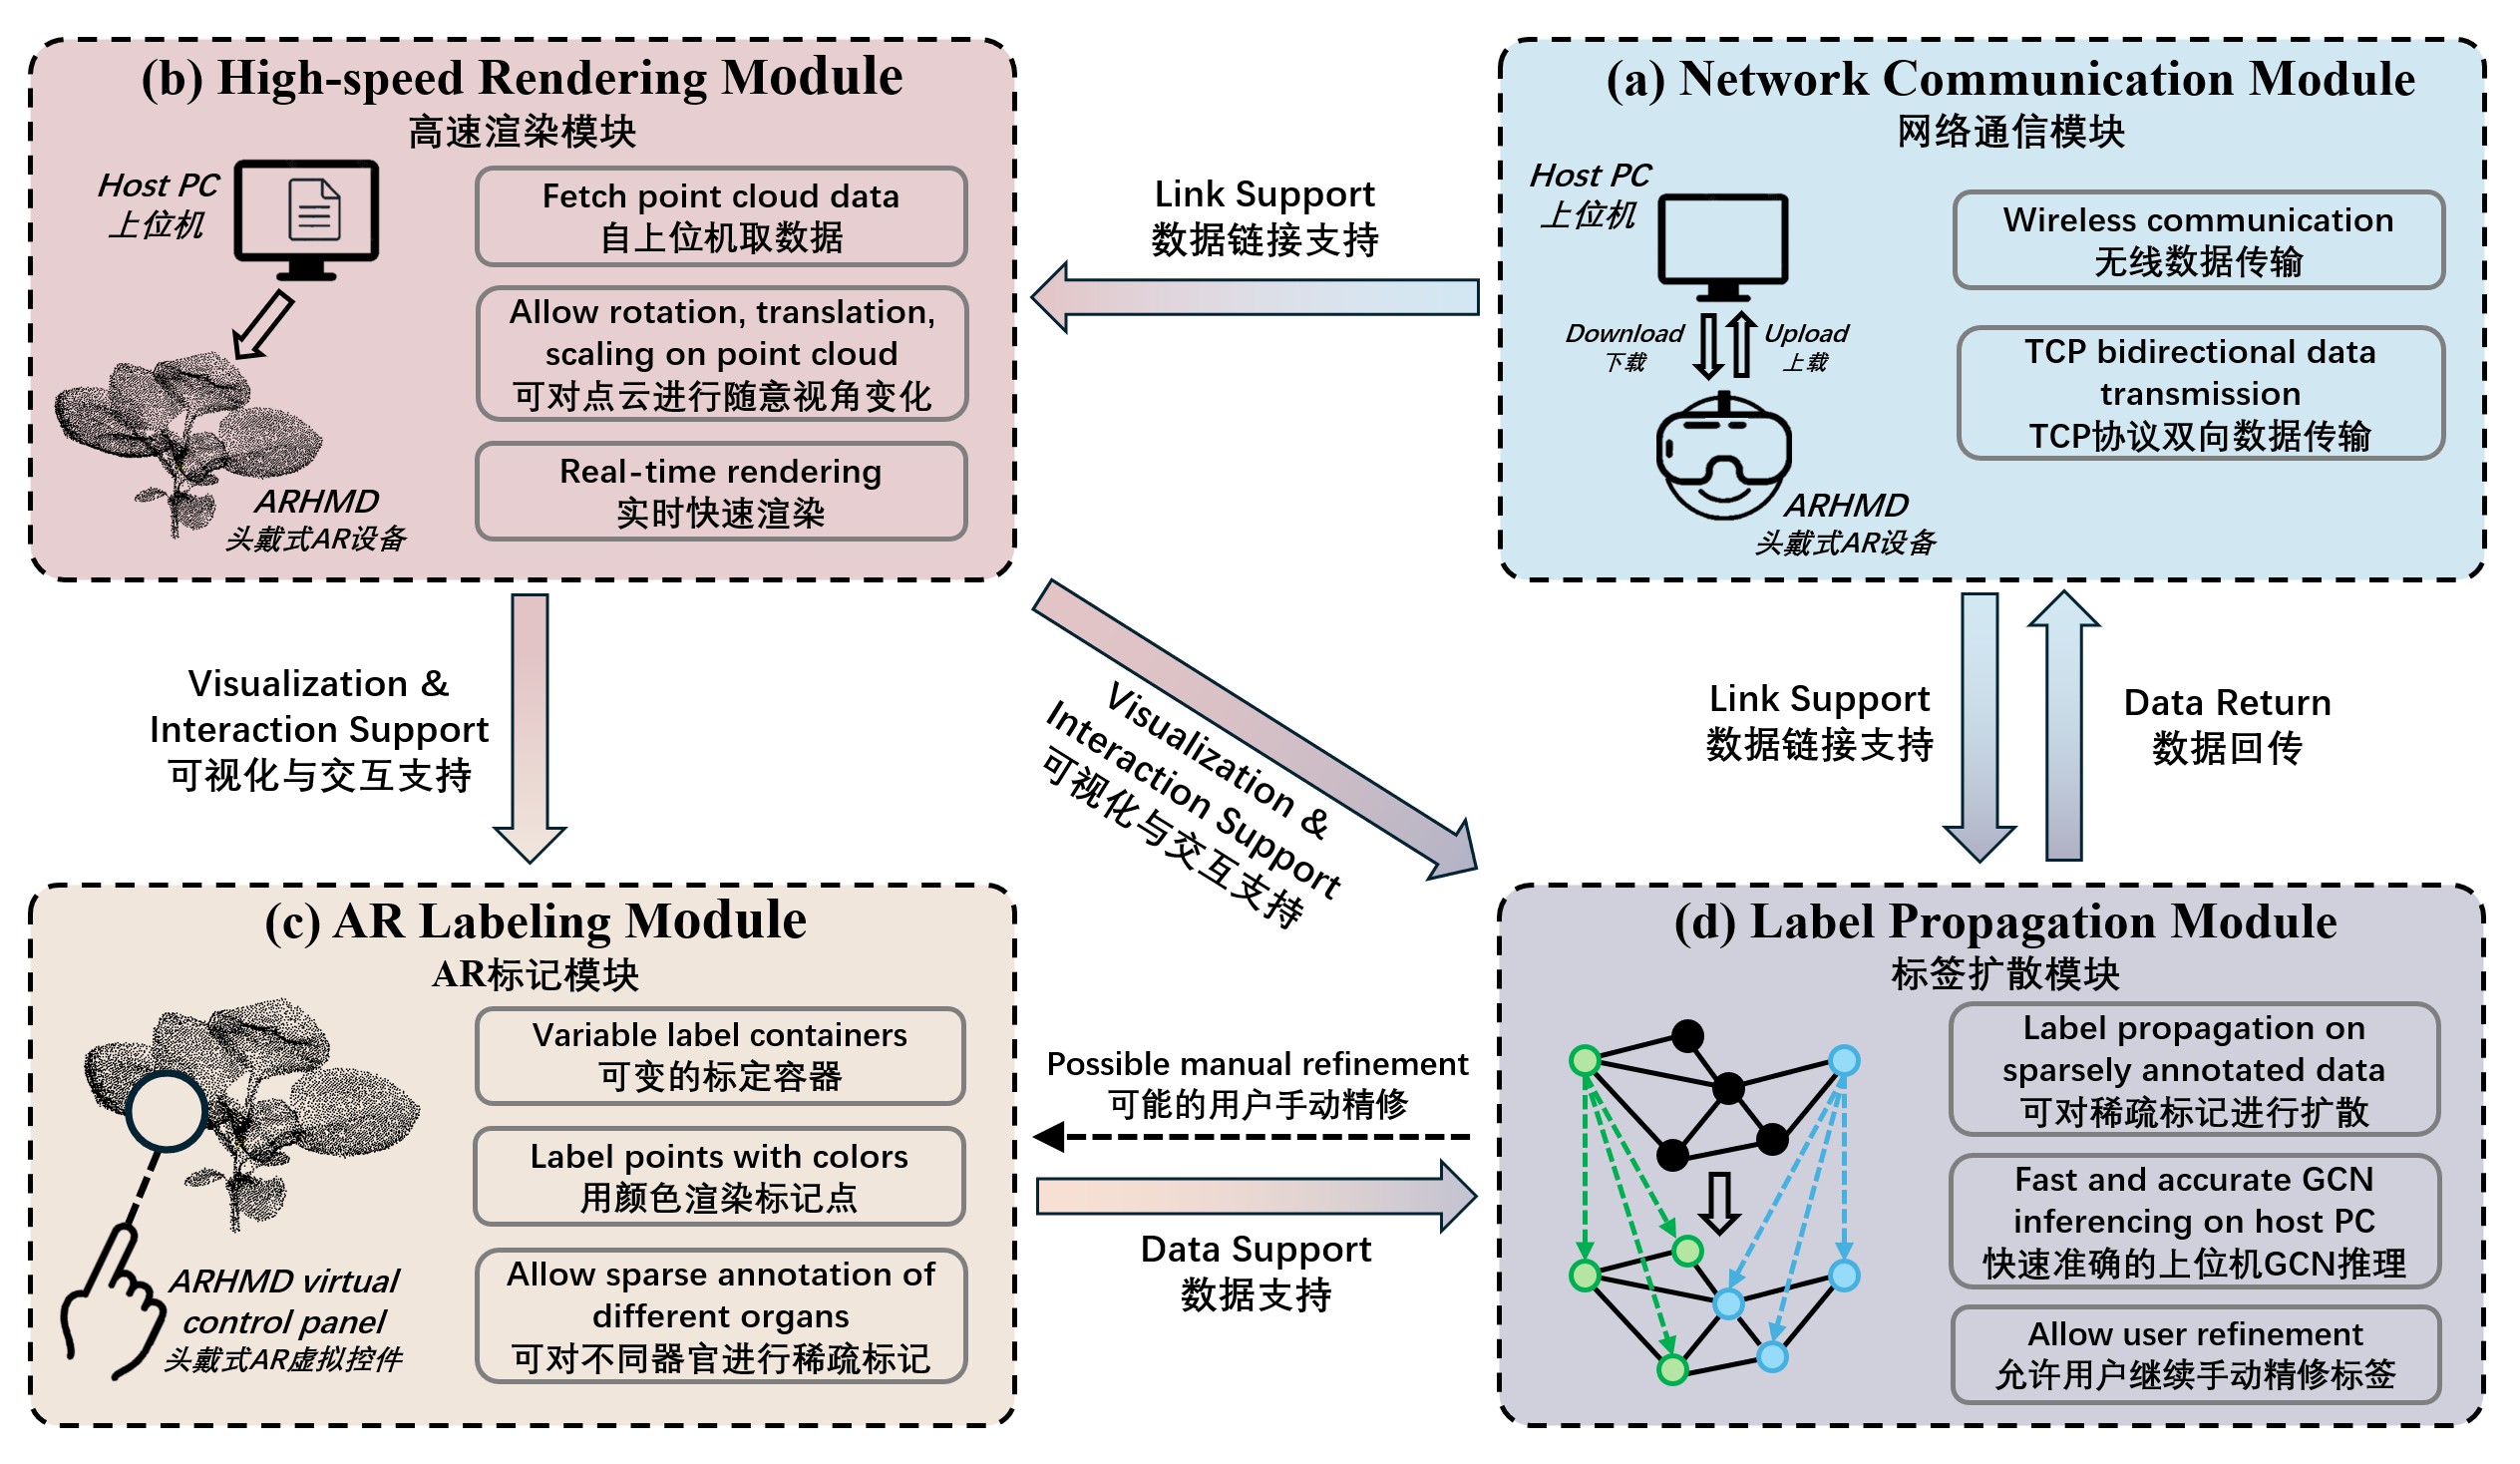 (b) High-speed Rendering Module
高速渲染模块
Host PC
上位机
Fetch point cloud data
自上位机取数据
Allow rotation, translation,
scaling on point cloud
可对点云进行随意视角变化
Real-time rendering
实时快速渲染
ARHMD
头戴式AR设备
Link Support
数据链接支持
(a) Network Communication Module
网络通信模块
Host PC
上位机
Download
下载
Upload
上载
ARHMD
头戴式AR设备
Wireless communication
无线数据传输
TCP bidirectional data
transmission
TCP协议双向数据传输
Visualization &
Interaction Support
可视化与交互支持
Visualization &
Interaction Support
可视化与交互支持
Link Support
数据链接支持
Data Return
数据回传
(c) AR Labeling Module
AR标记模块
Variable label containers
可变的标定容器
Label points with colors
用颜色渲染标记点
Allow sparse annotation of
different organs
可对不同器官进行稀疏标记
ARHMD virtual
control panel
头戴式AR虚拟控件
Possible manual refinement
可能的用户手动精修
Data Support
数据支持
(d) Label Propagation Module
标签扩散模块
Label propagation on
sparsely annotated data
可对稀疏标记进行扩散
Fast and accurate GCN
inferencing on host PC
快速准确的上位机GCN推理
Allow user refinement
允许用户继续手动精修标签